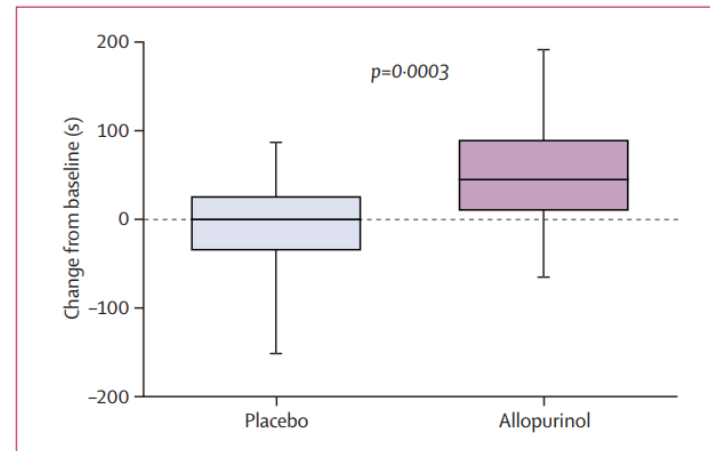 200
p=0·0003
100
Change from baseline (s)
0
–100
–200
Placebo
Allopurinol